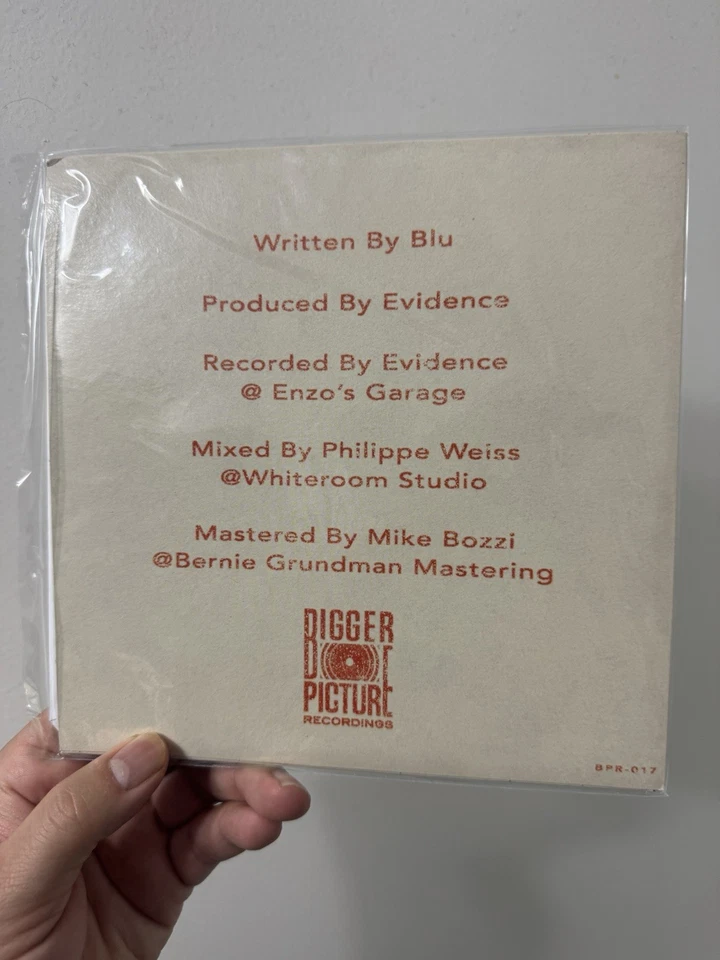 Written By Blu
Produced By Evidence
Recorded By Evidence
@ Enzo's Garage
Mixed By Philippe Weiss
@Whiteroom Studio
Mastered By Mike Bozzi
@Bernie Grundman Mastering
BIGGER
PICTURE
RECORDINGS
BPR-017